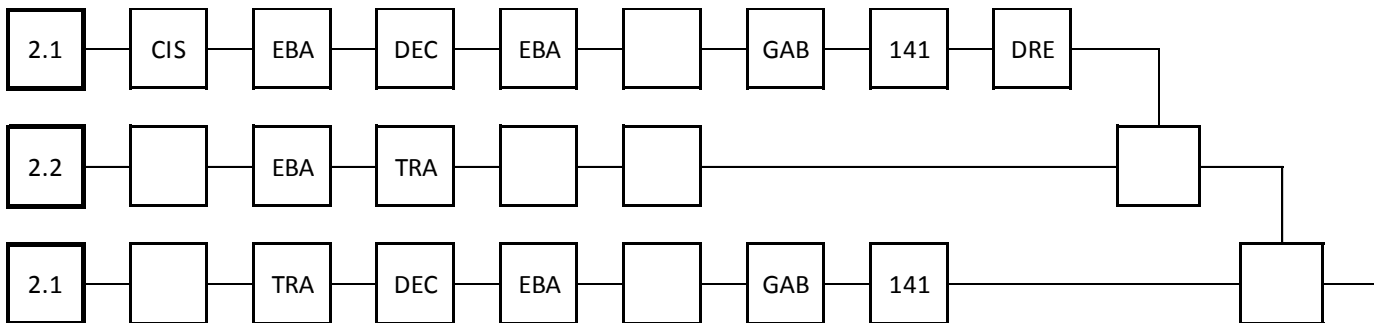 2.1 CIS EBA DEC EBA GAB 141 DRE
2.2 EBA TRA
2.1 TRA DEC EBA GAB 141